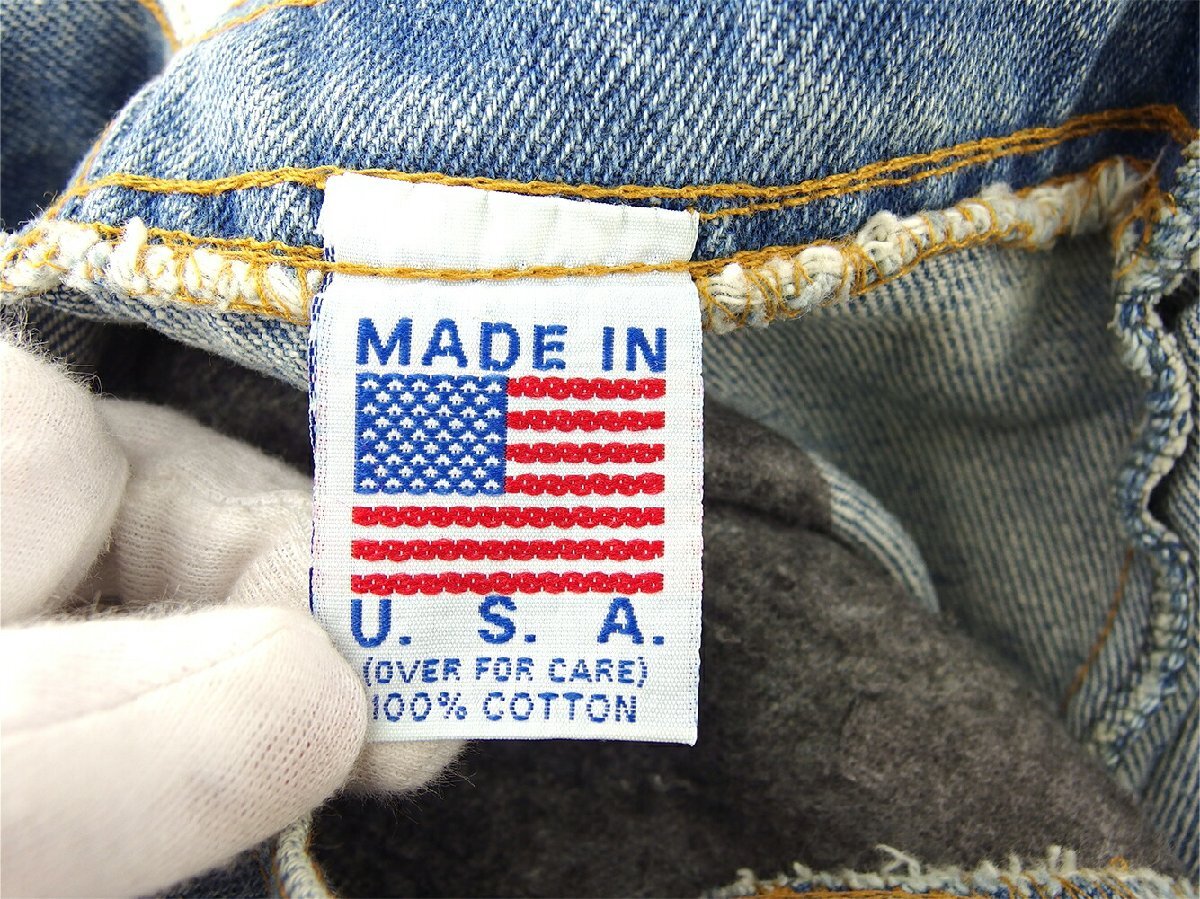 MADE IN
U. S. A.
(OVER FOR CARE)
100% COTTON